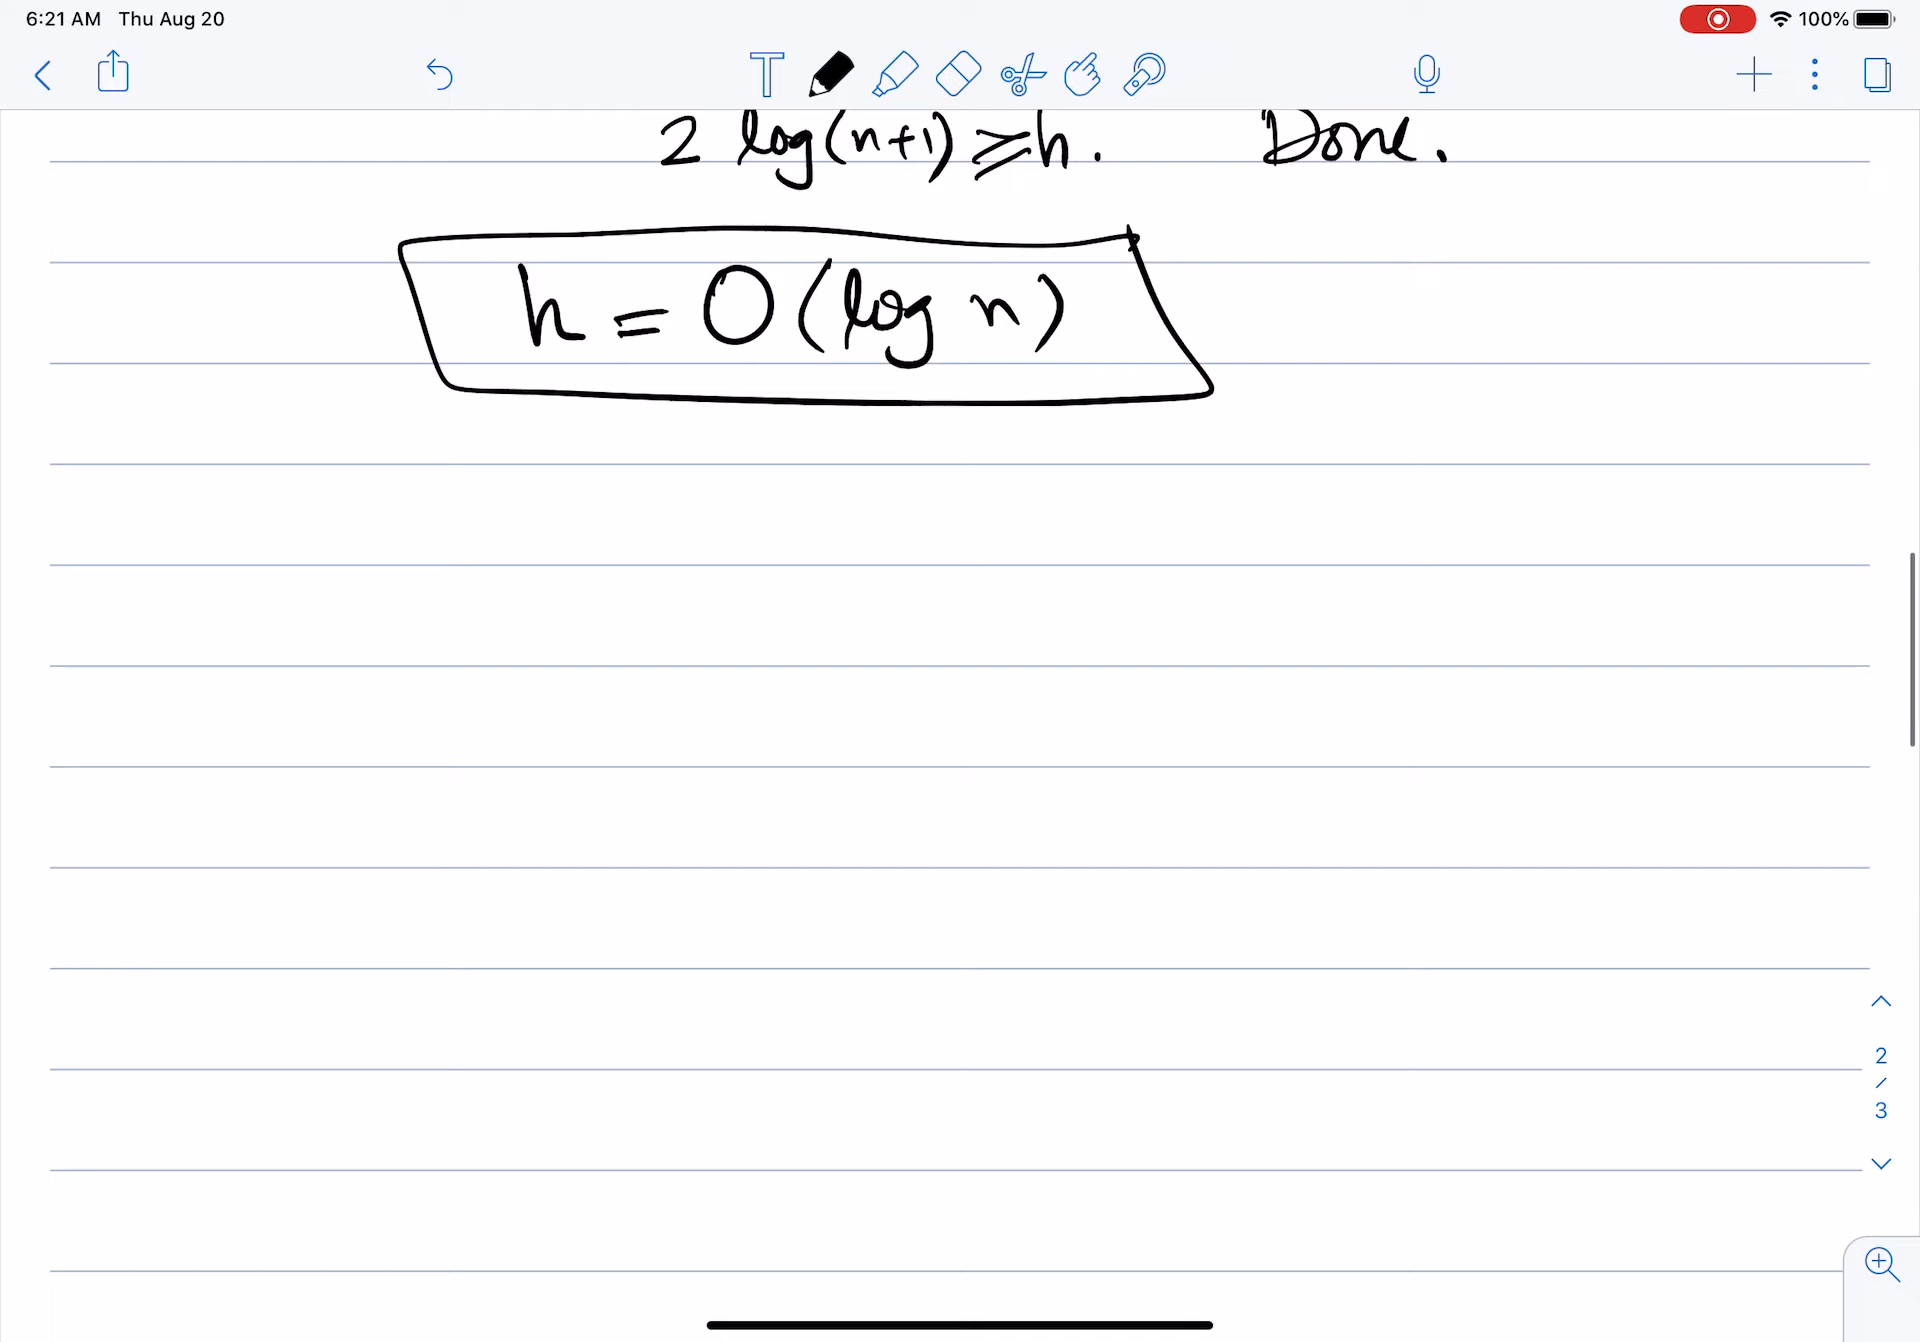 6:21 AM Thu Aug 20 100%
T
2 log(n+1) ≥ h. Done.
h = O(log n)
2
/
3